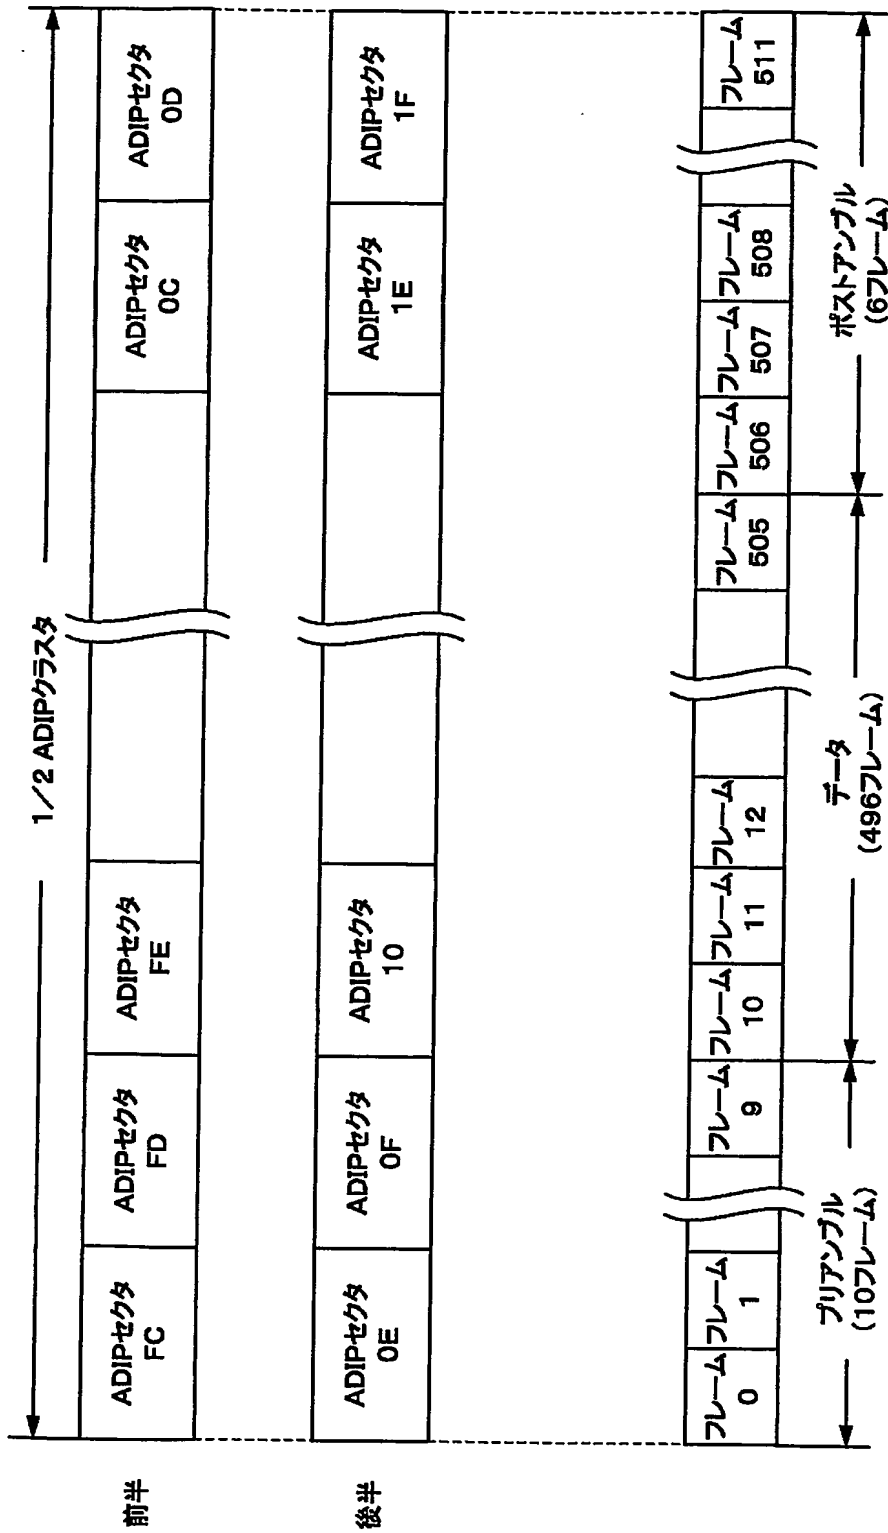 1/2 ADIPクラスタ
前半
ADIPセクタ
FC
ADIPセクタ
FD
ADIPセクタ
FE
ADIPセクタ
0C
ADIPセクタ
0D
後半
ADIPセクタ
0E
ADIPセクタ
0F
ADIPセクタ
10
ADIPセクタ
1E
ADIPセクタ
1F
フレーム
0
フレーム
1
フレーム
9
フレーム
10
フレーム
11
フレーム
12
フレーム
505
フレーム
506
フレーム
507
フレーム
508
フレーム
511
プリアンブル
(10フレーム)
データ
(496フレーム)
ポストアンブル
(6フレーム)